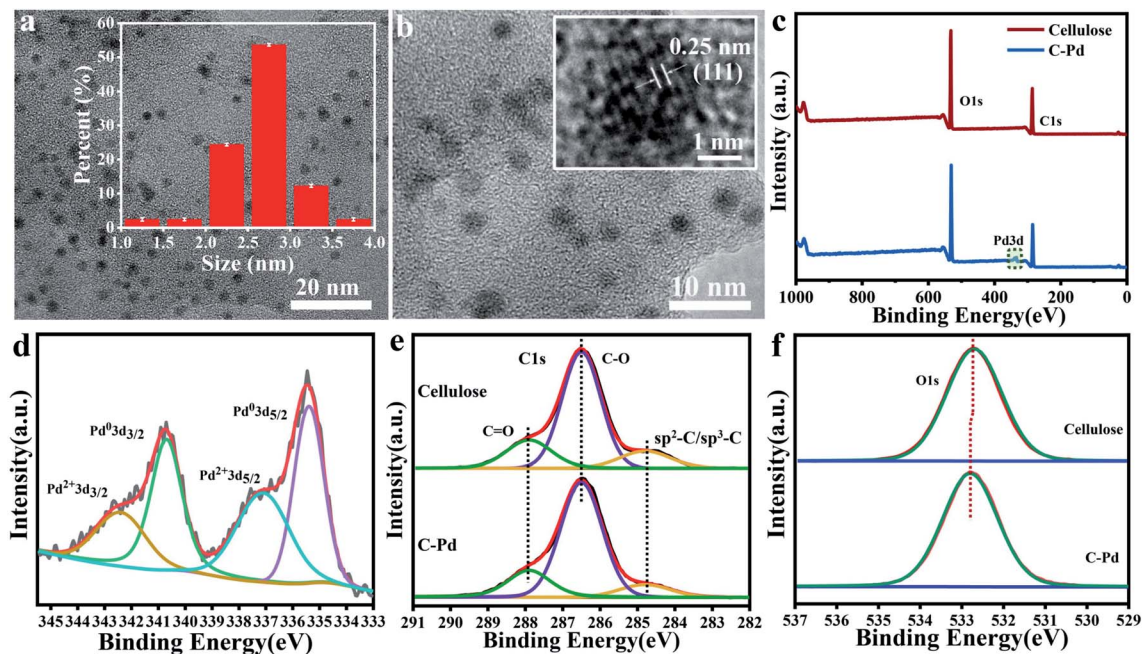 a
60
50
40
30
20
10
0
Percent (%)
1.0 1.5 2.0 2.5 3.0 3.5 4.0
Size (nm)
20 nm
b
0.25 nm
(111)
1 nm
10 nm
c
Cellulose
C-Pd
O1s
C1s
Pd3d
Intensity (a.u.)
1000 800 600 400 200 0
Binding Energy(eV)
d
Pd⁰3d₃/₂
Pd²⁺3d₃/₂
Pd⁰3d₅/₂
Pd²⁺3d₅/₂
Intensity(a.u.)
345 344 343 342 341 340 339 338 337 336 335 334 333
Binding Energy(eV)
e
C1s
C-O
Cellulose
C=O
sp²-C/sp³-C
C-Pd
Intensity(a.u.)
291 290 289 288 287 286 285 284 283 282
Binding Energy(eV)
f
O1s
Cellulose
C-Pd
Intensity(a.u.)
537 536 535 534 533 532 531 530 529
Binding Energy(eV)